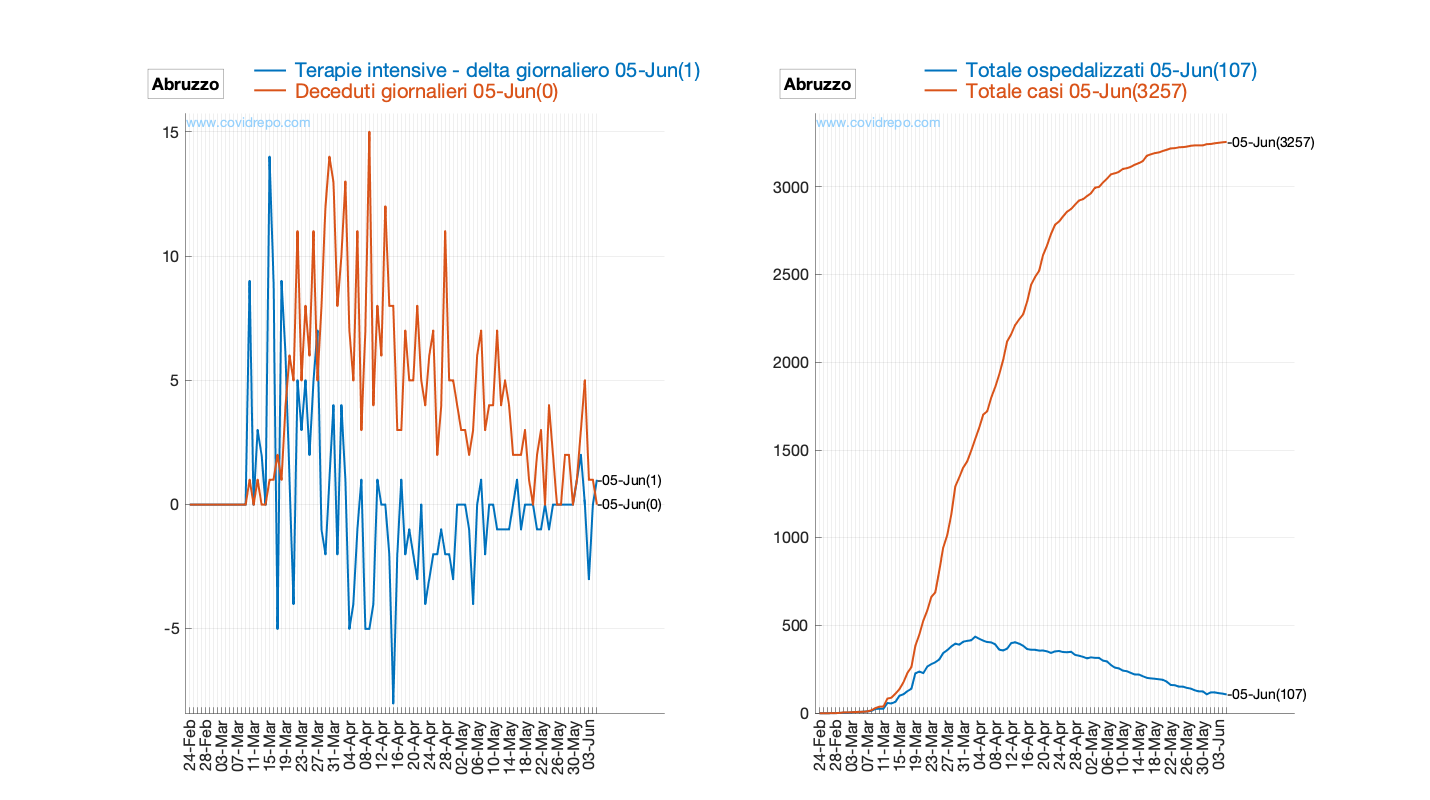 Abruzzo
Terapie intensive - delta giornaliero 05-Jun(1)
Deceduti giornalieri 05-Jun(0)
www.covidrepo.com
15
10
5
0
-5
-05-Jun(1)
-05-Jun(0)
24-Feb
28-Feb
03-Mar
07-Mar
11-Mar
15-Mar
19-Mar
23-Mar
27-Mar
31-Mar
04-Apr
08-Apr
12-Apr
16-Apr
20-Apr
24-Apr
28-Apr
02-May
06-May
10-May
14-May
18-May
22-May
26-May
30-May
03-Jun
Abruzzo
Totale ospedalizzati 05-Jun(107)
Totale casi 05-Jun(3257)
www.covidrepo.com
-05-Jun(3257)
3000
2500
2000
1500
1000
500
0
-05-Jun(107)
24-Feb
28-Feb
03-Mar
07-Mar
11-Mar
15-Mar
19-Mar
23-Mar
27-Mar
31-Mar
04-Apr
08-Apr
12-Apr
16-Apr
20-Apr
24-Apr
28-Apr
02-May
06-May
10-May
14-May
18-May
22-May
26-May
30-May
03-Jun